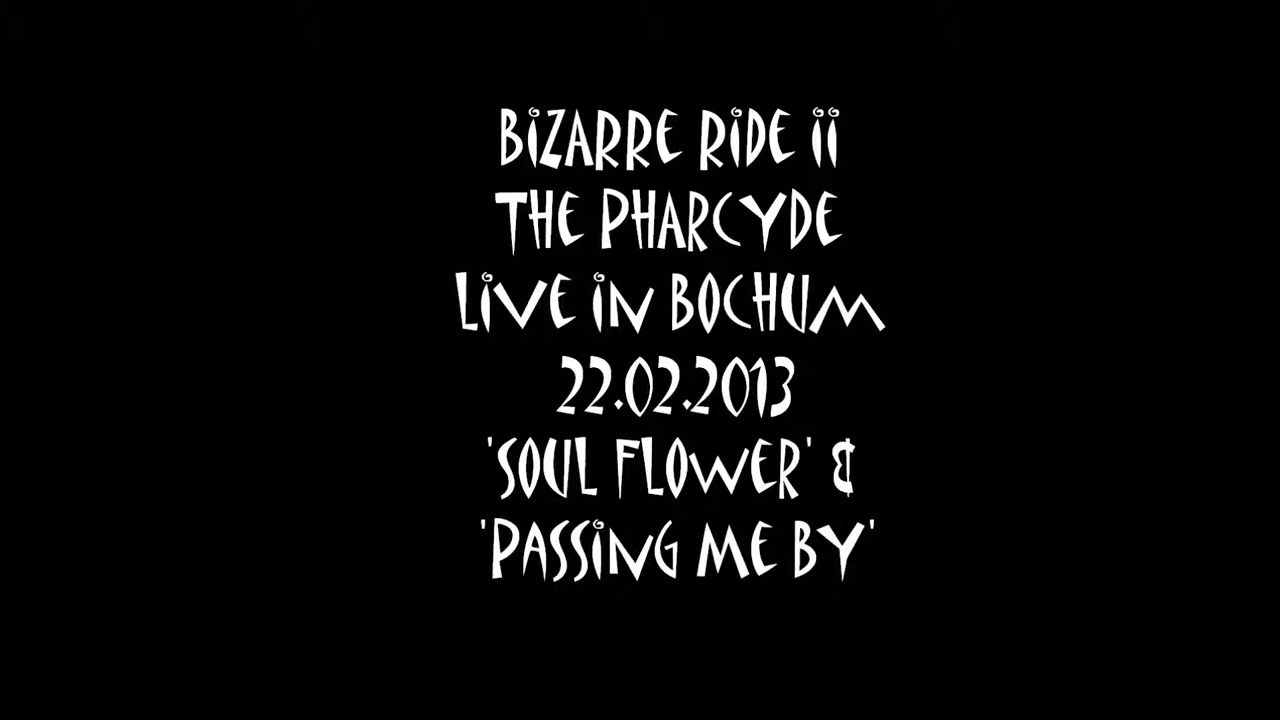 BiZARRE RiDE ii
THE PHARCYDE
LiVE iN BOCHUM
22.02.2013
'SOUL FLOWER' &
'PASSiNG ME BY'